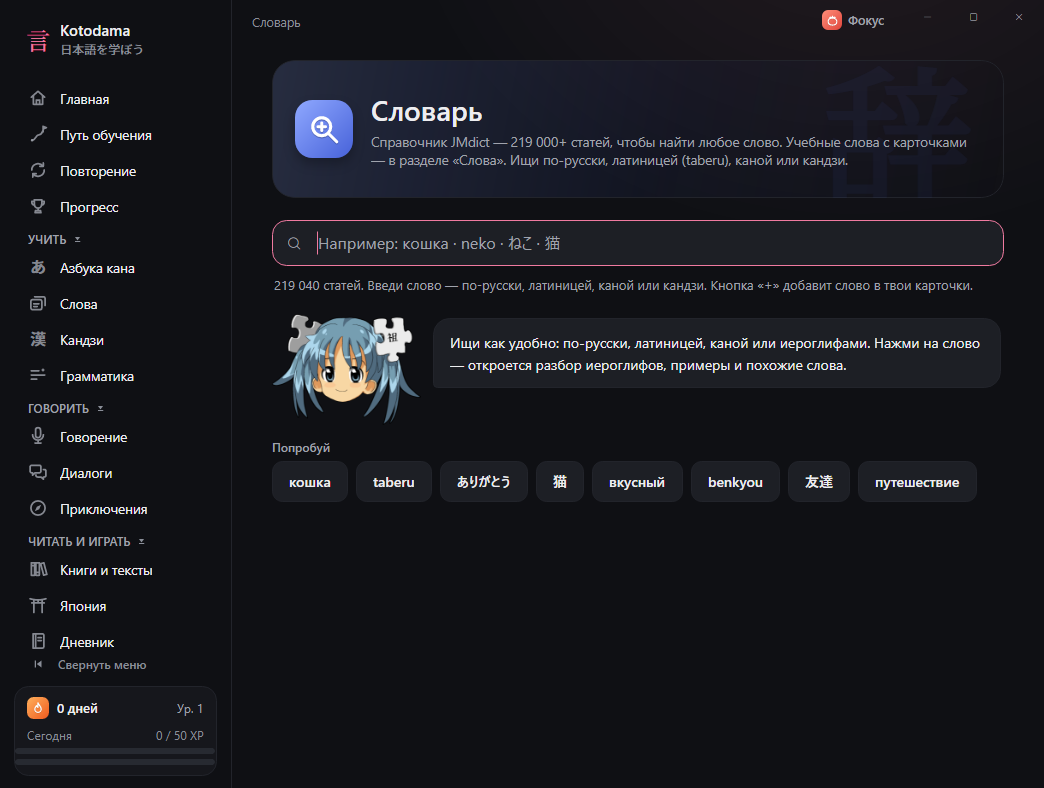 言
Kotodama
日本語を学ぼう
Главная
Путь обучения
Повторение
Прогресс
УЧИТЬ
あ Азбука кана
Слова
漢 Кандзи
Грамматика
ГОВОРИТЬ
Говорение
Диалоги
Приключения
ЧИТАТЬ И ИГРАТЬ
Книги и тексты
Япония
Дневник
Свернуть меню
0 дней
Ур. 1
Сегодня
0 / 50 XP
Словарь
Фокус
辞
Словарь
Справочник JMdict — 219 000+ статей, чтобы найти любое слово. Учебные слова с карточками
— в разделе «Слова». Ищи по-русски, латиницей (taberu), каной или кандзи.
Например: кошка · neko · ねこ · 猫
219 040 статей. Введи слово — по-русски, латиницей, каной или кандзи. Кнопка «+» добавит слово в твои карточки.
祖
Ищи как удобно: по-русски, латиницей, каной или иероглифами. Нажми на слово
— откроется разбор иероглифов, примеры и похожие слова.
Попробуй
кошка
taberu
ありがとう
猫
вкусный
benkyou
友達
путешествие